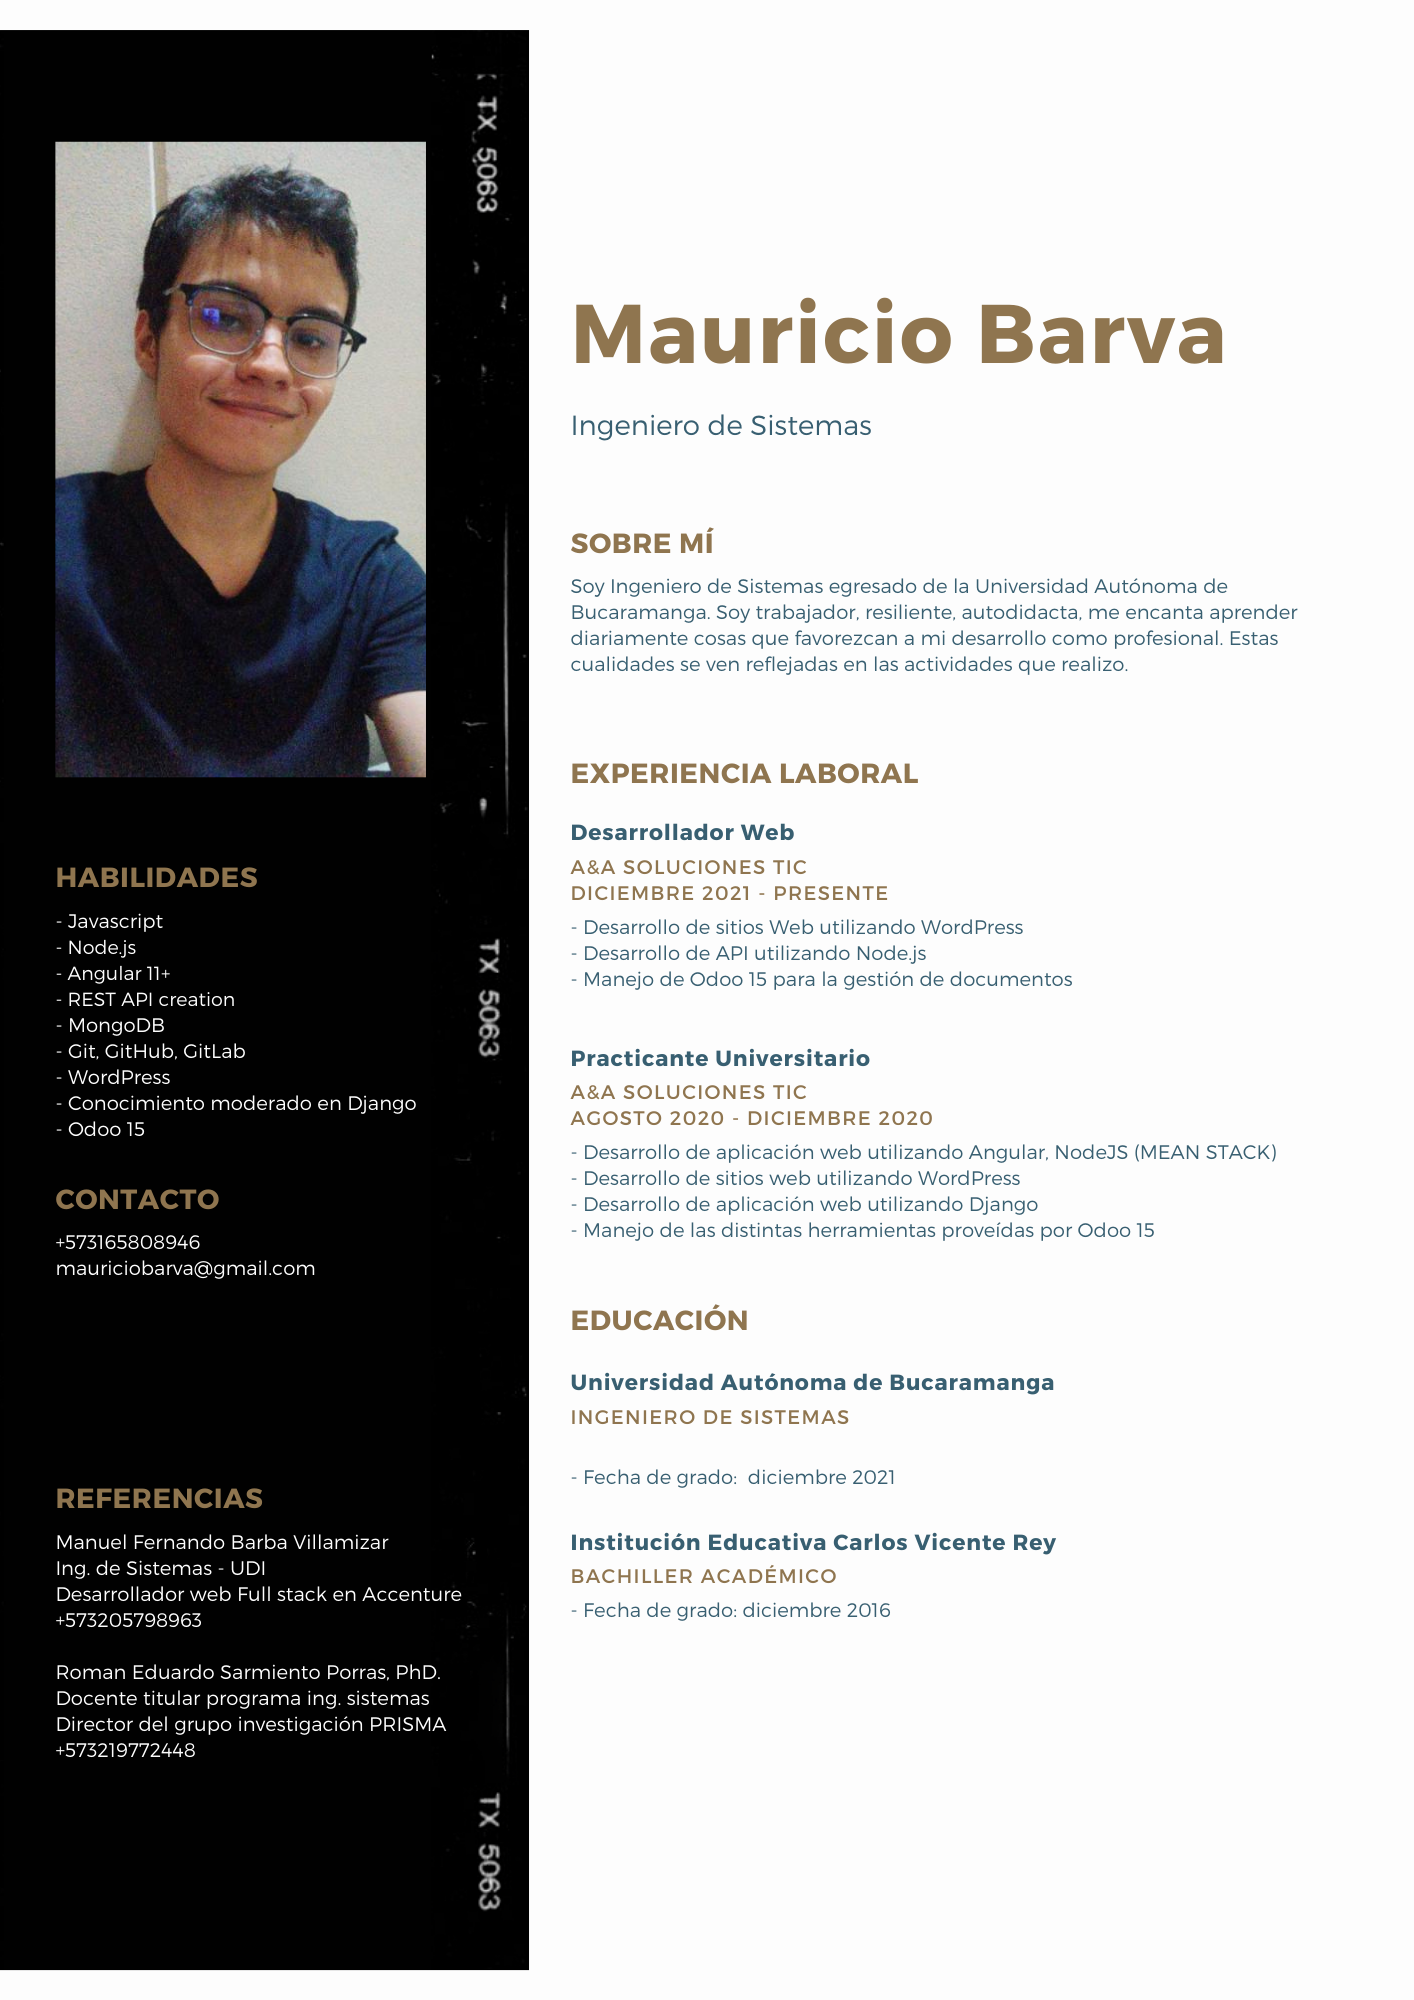 TX 5063
HABILIDADES
- Javascript
- Node.js
- Angular 11+
- REST API creation
- MongoDB
- Git, GitHub, GitLab
- WordPress
- Conocimiento moderado en Django
- Odoo 15
TX 5063
CONTACTO
+573165808946
mauriciobarva@gmail.com
REFERENCIAS
Manuel Fernando Barba Villamizar
Ing. de Sistemas - UDI
Desarrollador web Full stack en Accenture
+573205798963
Roman Eduardo Sarmiento Porras, PhD.
Docente titular programa ing. sistemas
Director del grupo investigación PRISMA
+573219772448
TX 5063
Mauricio Barva
Ingeniero de Sistemas
SOBRE MÍ
Soy Ingeniero de Sistemas egresado de la Universidad Autónoma de
Bucaramanga. Soy trabajador, resiliente, autodidacta, me encanta aprender
diariamente cosas que favorezcan a mi desarrollo como profesional. Estas
cualidades se ven reflejadas en las actividades que realizo.
EXPERIENCIA LABORAL
Desarrollador Web
A&A SOLUCIONES TIC
DICIEMBRE 2021 - PRESENTE
- Desarrollo de sitios Web utilizando WordPress
- Desarrollo de API utilizando Node.js
- Manejo de Odoo 15 para la gestión de documentos
Practicante Universitario
A&A SOLUCIONES TIC
AGOSTO 2020 - DICIEMBRE 2020
- Desarrollo de aplicación web utilizando Angular, NodeJS (MEAN STACK)
- Desarrollo de sitios web utilizando WordPress
- Desarrollo de aplicación web utilizando Django
- Manejo de las distintas herramientas proveídas por Odoo 15
EDUCACIÓN
Universidad Autónoma de Bucaramanga
INGENIERO DE SISTEMAS
- Fecha de grado:  diciembre 2021
Institución Educativa Carlos Vicente Rey
BACHILLER ACADÉMICO
- Fecha de grado: diciembre 2016